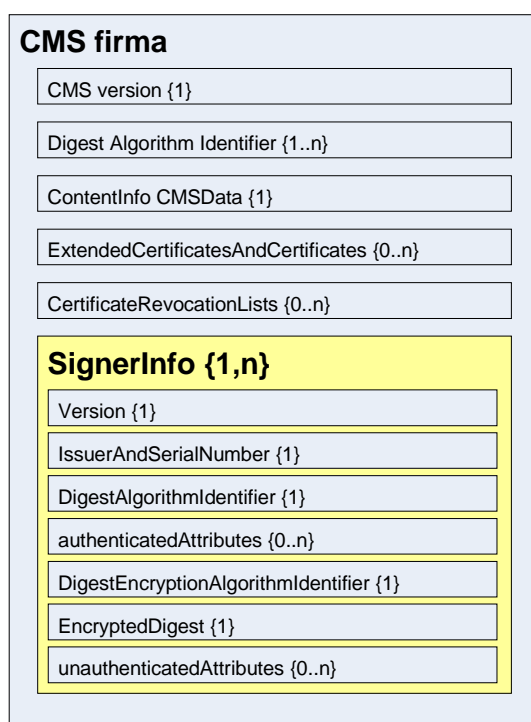 CMS firma
CMS version {1}
Digest Algorithm Identifier {1..n}
ContentInfo CMSData {1}
ExtendedCertificatesAndCertificates {0..n}
CertificateRevocationLists {0..n}
SignerInfo {1,n}
Version {1}
IssuerAndSerialNumber {1}
DigestAlgorithmIdentifier {1}
authenticatedAttributes {0..n}
DigestEncryptionAlgorithmIdentifier {1}
EncryptedDigest {1}
unauthenticatedAttributes {0..n}